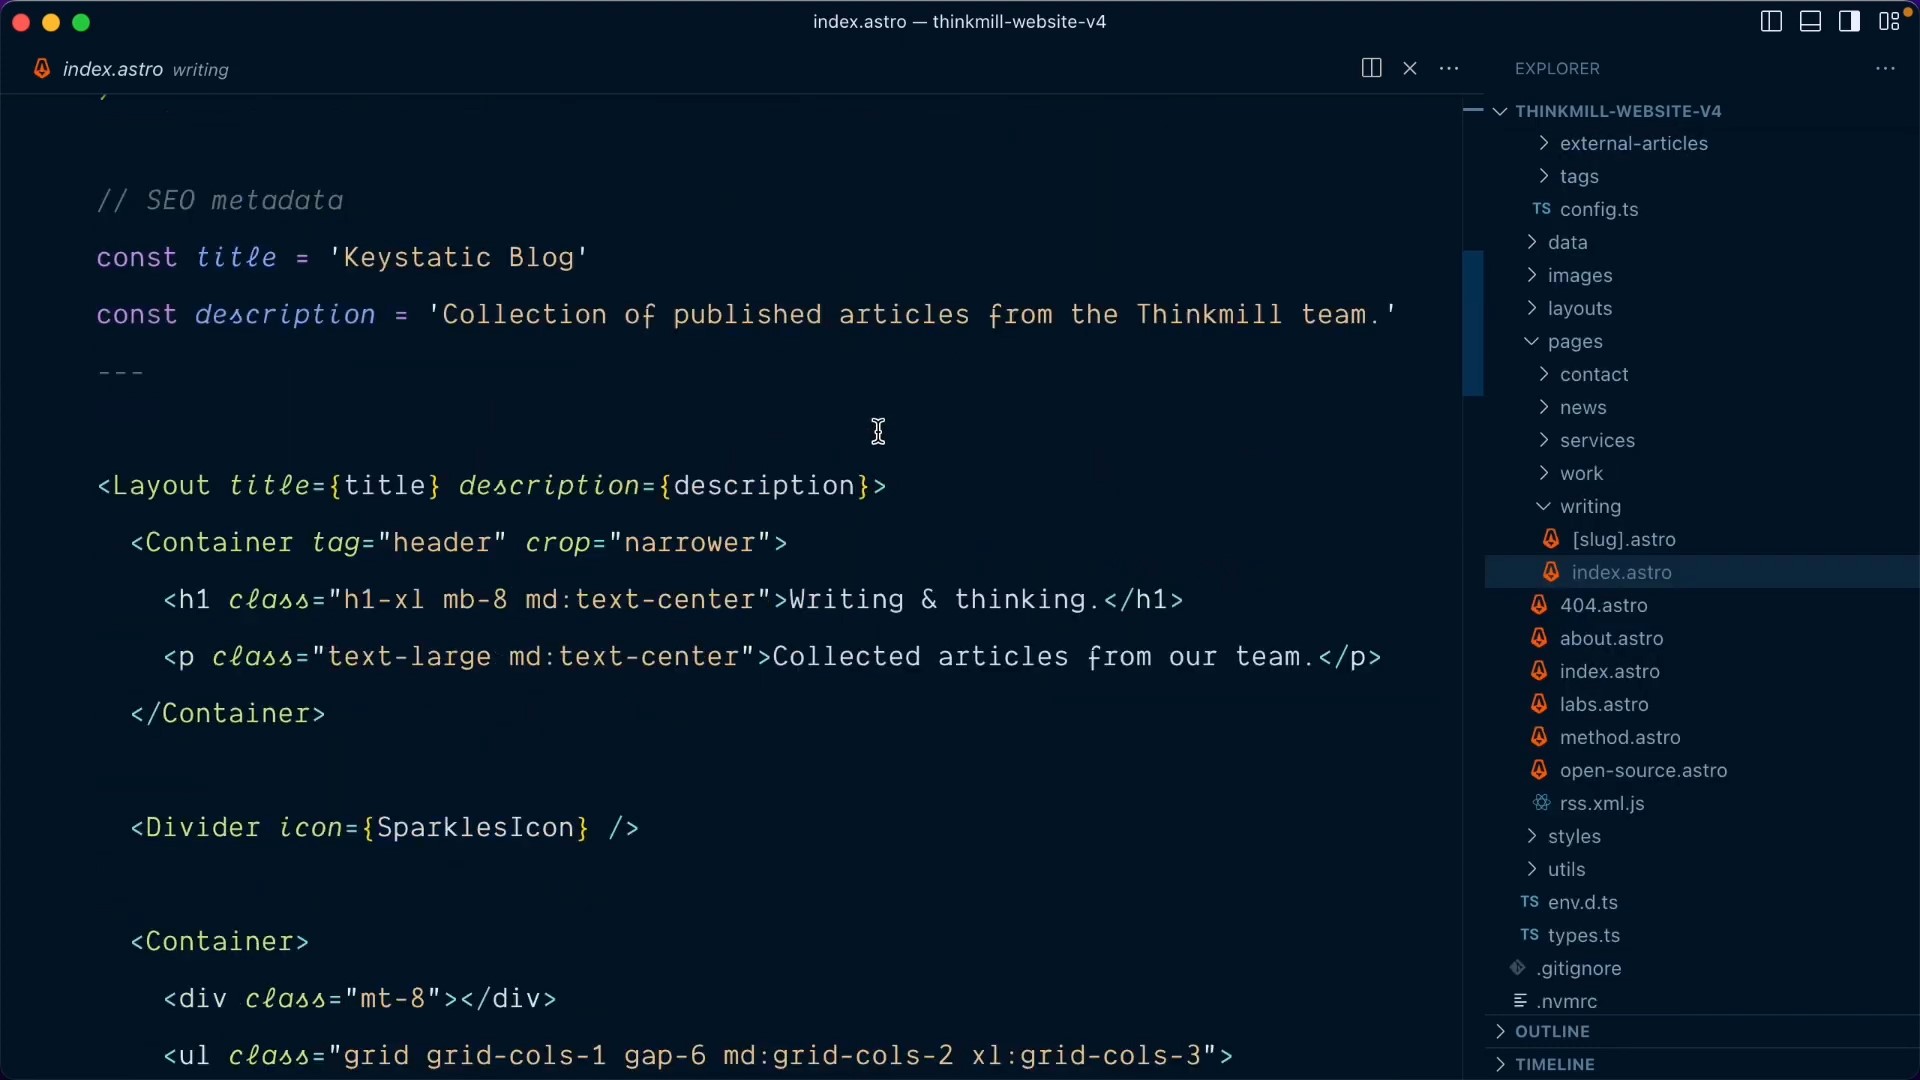 index.astro — thinkmill-website-v4
index.astro writing
// SEO metadata
const title = 'Keystatic Blog'
const description = 'Collection of published articles from the Thinkmill team.'
---
<Layout title={title} description={description}>
<Container tag="header" crop="narrower">
<h1 class="h1-xl mb-8 md:text-center">Writing & thinking.</h1>
<p class="text-large md:text-center">Collected articles from our team.</p>
</Container>
<Divider icon={SparklesIcon} />
<Container>
<div class="mt-8"></div>
<ul class="grid grid-cols-1 gap-6 md:grid-cols-2 xl:grid-cols-3">
EXPLORER
THINKMILL-WEBSITE-V4
external-articles
tags
TS config.ts
data
images
layouts
pages
contact
news
services
work
writing
[slug].astro
index.astro
404.astro
about.astro
index.astro
labs.astro
method.astro
open-source.astro
rss.xml.js
styles
utils
TS env.d.ts
TS types.ts
.gitignore
.nvmrc
OUTLINE
TIMELINE